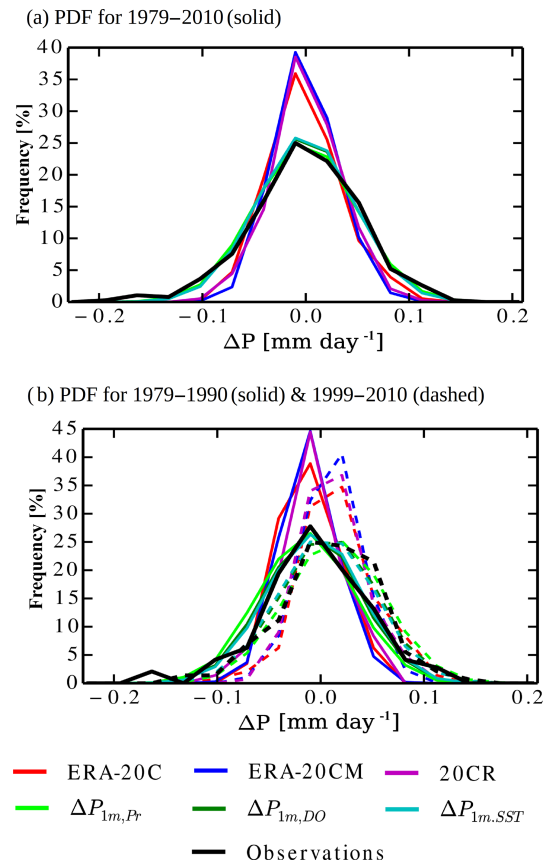 (a) PDF for 1979–2010 (solid)
40
35
30
25
20
15
10
5
0
Frequency [%]
−0.2 −0.1 0.0 0.1 0.2
ΔP [mm day⁻¹]
(b) PDF for 1979–1990 (solid) & 1999–2010 (dashed)
45
40
35
30
25
20
15
10
5
0
Frequency [%]
−0.2 −0.1 0.0 0.1 0.2
ΔP [mm day⁻¹]
ERA-20C ERA-20CM 20CR
ΔP1m,Pr ΔP1m,DO ΔP1m.SST
Observations